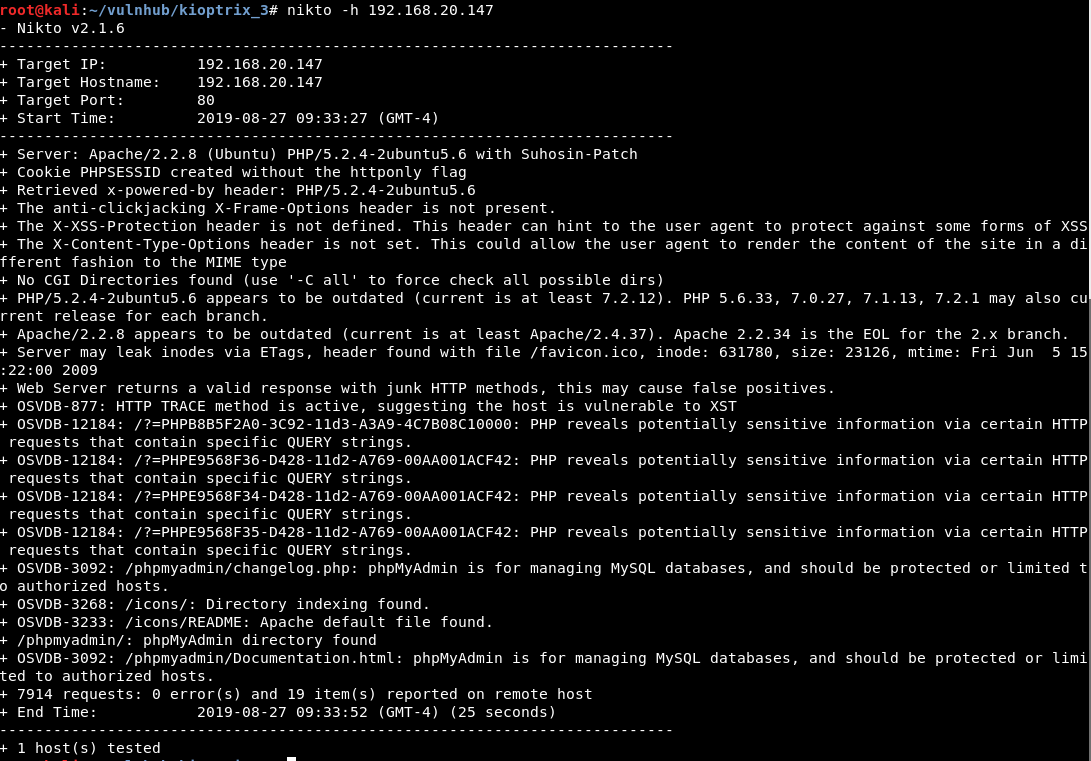 root@kali:~/vulnhub/kioptrix_3# nikto -h 192.168.20.147
- Nikto v2.1.6
---------------------------------------------------------------------------
+ Target IP:          192.168.20.147
+ Target Hostname:    192.168.20.147
+ Target Port:        80
+ Start Time:         2019-08-27 09:33:27 (GMT-4)
---------------------------------------------------------------------------
+ Server: Apache/2.2.8 (Ubuntu) PHP/5.2.4-2ubuntu5.6 with Suhosin-Patch
+ Cookie PHPSESSID created without the httponly flag
+ Retrieved x-powered-by header: PHP/5.2.4-2ubuntu5.6
+ The anti-clickjacking X-Frame-Options header is not present.
+ The X-XSS-Protection header is not defined. This header can hint to the user agent to protect against some forms of XSS
+ The X-Content-Type-Options header is not set. This could allow the user agent to render the content of the site in a di
fferent fashion to the MIME type
+ No CGI Directories found (use '-C all' to force check all possible dirs)
+ PHP/5.2.4-2ubuntu5.6 appears to be outdated (current is at least 7.2.12). PHP 5.6.33, 7.0.27, 7.1.13, 7.2.1 may also cu
rrent release for each branch.
+ Apache/2.2.8 appears to be outdated (current is at least Apache/2.4.37). Apache 2.2.34 is the EOL for the 2.x branch.
+ Server may leak inodes via ETags, header found with file /favicon.ico, inode: 631780, size: 23126, mtime: Fri Jun  5 15
:22:00 2009
+ Web Server returns a valid response with junk HTTP methods, this may cause false positives.
+ OSVDB-877: HTTP TRACE method is active, suggesting the host is vulnerable to XST
+ OSVDB-12184: /?=PHPB8B5F2A0-3C92-11d3-A3A9-4C7B08C10000: PHP reveals potentially sensitive information via certain HTTP
 requests that contain specific QUERY strings.
+ OSVDB-12184: /?=PHPE9568F36-D428-11d2-A769-00AA001ACF42: PHP reveals potentially sensitive information via certain HTTP
 requests that contain specific QUERY strings.
+ OSVDB-12184: /?=PHPE9568F34-D428-11d2-A769-00AA001ACF42: PHP reveals potentially sensitive information via certain HTTP
 requests that contain specific QUERY strings.
+ OSVDB-12184: /?=PHPE9568F35-D428-11d2-A769-00AA001ACF42: PHP reveals potentially sensitive information via certain HTTP
 requests that contain specific QUERY strings.
+ OSVDB-3092: /phpmyadmin/changelog.php: phpMyAdmin is for managing MySQL databases, and should be protected or limited t
o authorized hosts.
+ OSVDB-3268: /icons/: Directory indexing found.
+ OSVDB-3233: /icons/README: Apache default file found.
+ /phpmyadmin/: phpMyAdmin directory found
+ OSVDB-3092: /phpmyadmin/Documentation.html: phpMyAdmin is for managing MySQL databases, and should be protected or limi
ted to authorized hosts.
+ 7914 requests: 0 error(s) and 19 item(s) reported on remote host
+ End Time:           2019-08-27 09:33:52 (GMT-4) (25 seconds)
---------------------------------------------------------------------------
+ 1 host(s) tested